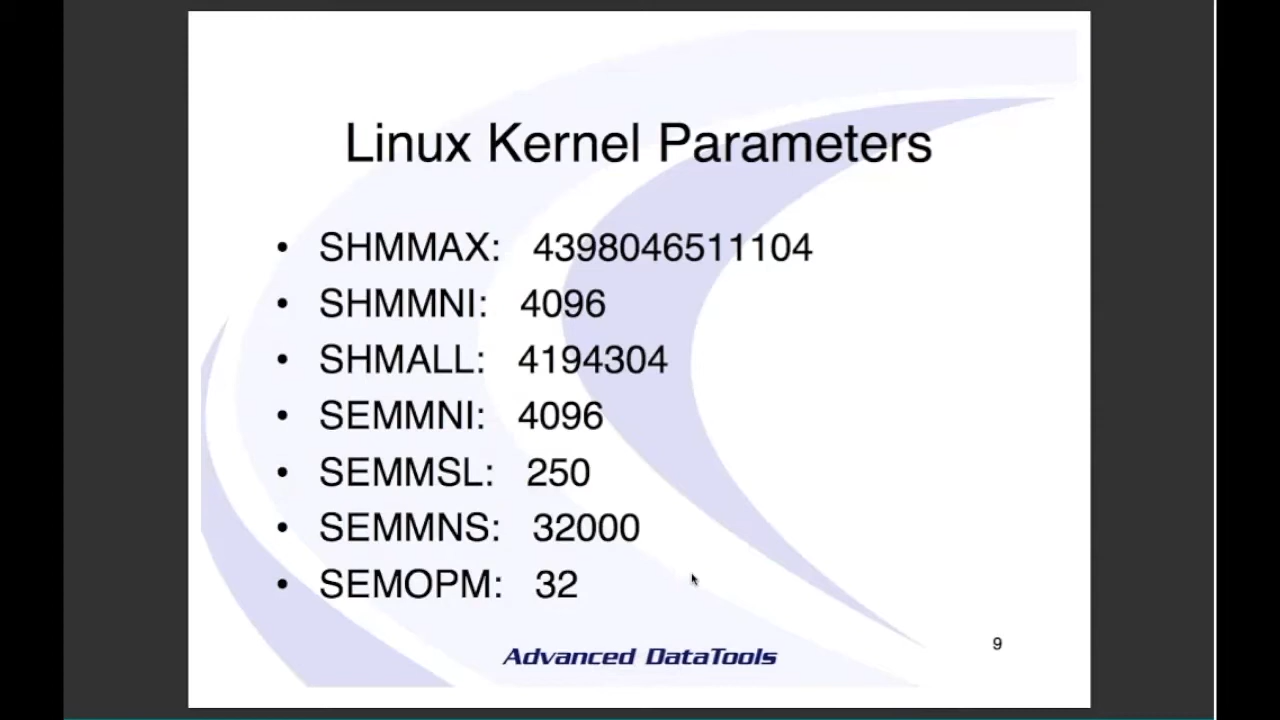 Linux Kernel Parameters
• SHMMAX: 4398046511104
• SHMMNI: 4096
• SHMALL: 4194304
• SEMMNI: 4096
• SEMMSL: 250
• SEMMNS: 32000
• SEMOPM: 32
9
Advanced DataTools